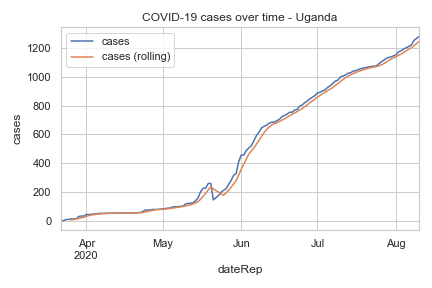 COVID-19 cases over time - Uganda
cases
cases (rolling)
1200
1000
800
600
400
200
0
cases
Apr
2020
May
Jun
Jul
Aug
dateRep